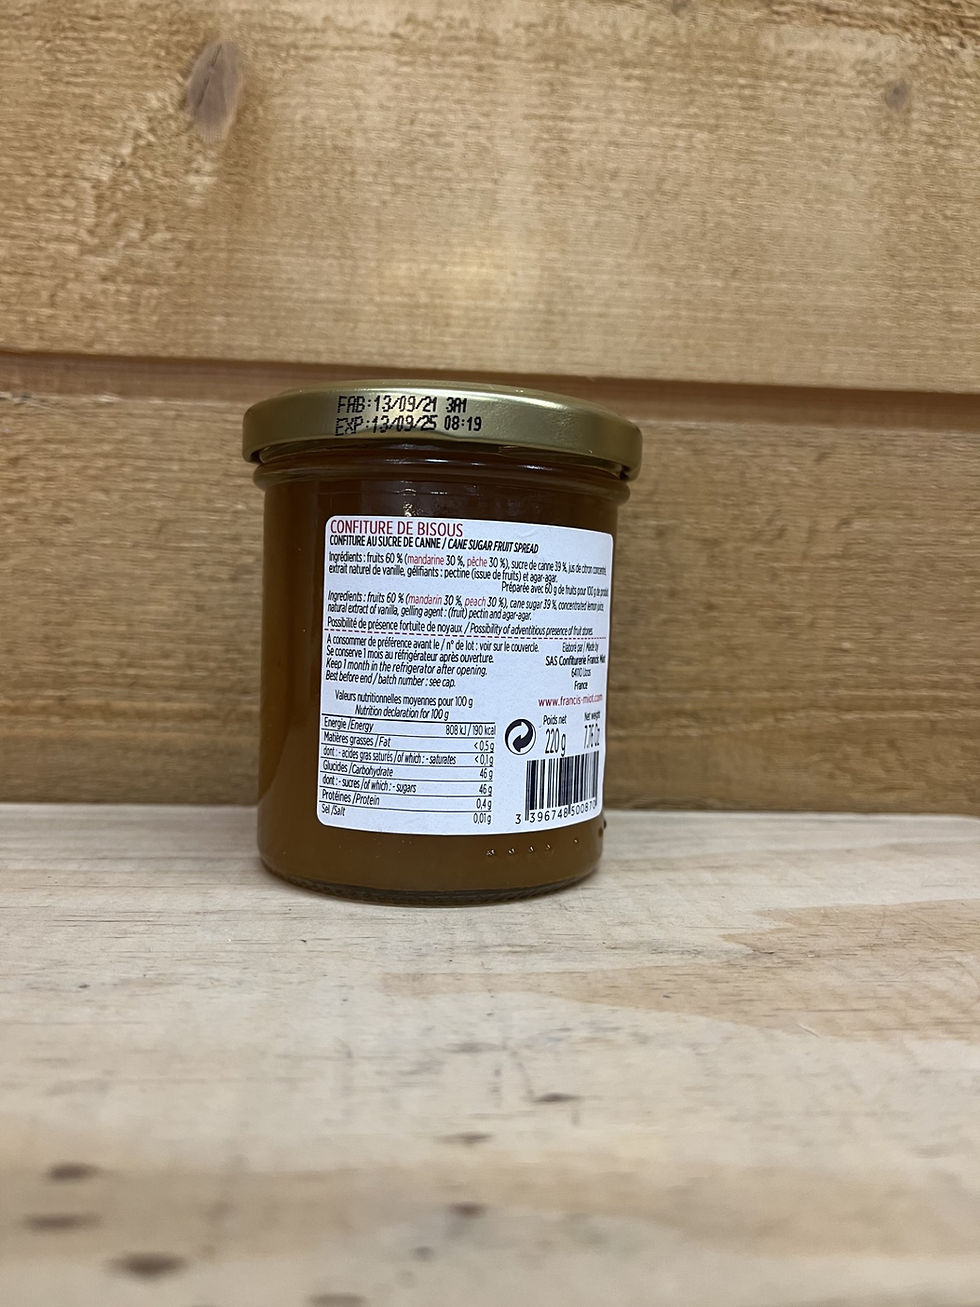 FAB:13/09/21 3A1
EXP:13/09/25 08:19
CONFITURE DE BISOUS
CONFITURE AU SUCRE DE CANNE / CANE SUGAR FRUIT SPREAD
Ingrédients : fruits 60 % (mandarine 30 %, pêche 30 %), sucre de canne 39 %, jus de citron concentré,
extrait naturel de vanille, gélifiants : pectine (issue de fruits) et agar-agar.
Préparée avec 60 g de fruits pour 100 g de
Ingredients : fruits 60 % (mandarin 30 %, peach 30 %), cane sugar 39 %, concentrated lemon juice,
natural extract of vanilla, gelling agent : (fruit) pectin and agar-agar.
Possibilité de présence fortuite de noyaux / Possibility of adventitious presence of fruit stones.
A consommer de préférence avant le / n° de lot : voir sur le couvercle.
Se conserve 1 mois au réfrigérateur après ouverture.
Keep 1 month in the refrigerator after opening.
Best before end / batch number : see cap.
Elaboré par / Made by
SAS Confiturerie Francis Miot
64110 Uzos
France
www.francis-miot.com
Valeurs nutritionnelles moyennes pour 100 g
Nutrition declaration for 100 g
Energie /Energy 808 kJ / 190 kcal
Matières grasses / Fat <0,5 g
dont : - acides gras saturés /of which : - saturates <0,1 g
Glucides /Carbohydrate 46 g
dont : - sucres /of which : - sugars 46 g
Protéines /Protein 0,4 g
Sel /Salt 0,01 g
Poids net
220 g
Net weight
7.76 Oz
3 396748 500870